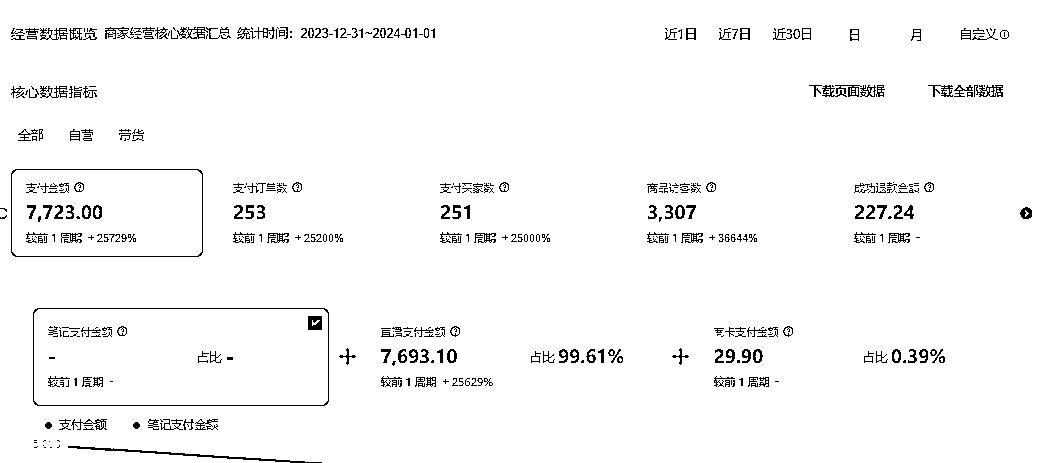 经营数据概览 商家经营核心数据汇总 统计时间：2023-12-31~2024-01-01 近1日 近7日 近30日 日 月 自定义
核心数据指标 下载页面数据 下载全部数据
全部 自营 带货
支付金额 支付订单数 支付买家数 商品访客数 成功退款金额
7,723.00 253 251 3,307 227.24
较前1周期 +25729% 较前1周期 +25200% 较前1周期 +25000% 较前1周期 +36644% 较前1周期 -
笔记支付金额 直播支付金额 商卡支付金额
- 占比 - 7,693.10 占比 99.61% 29.90 占比 0.39%
较前1周期 - 较前1周期 +25629% 较前1周期 -
支付金额 笔记支付金额